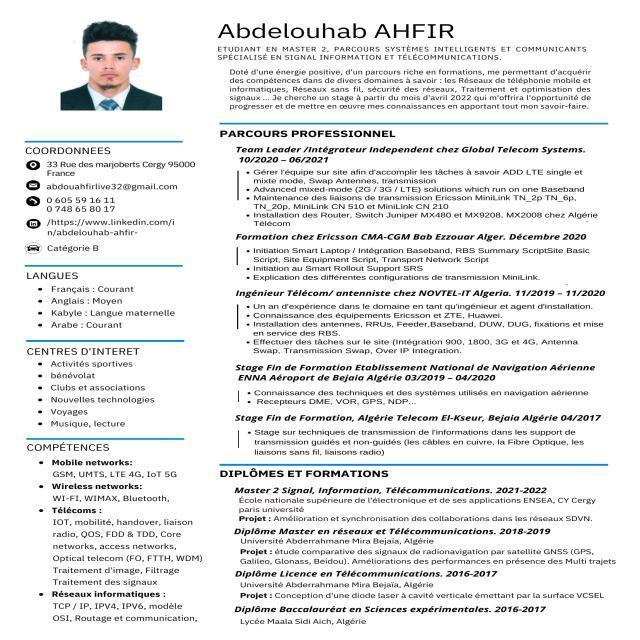 Abdelouhab AHFIR
ETUDIANT EN MASTER 2, PARCOURS SYSTÈMES INTELLIGENTS ET COMMUNICANTS
SPÉCIALISÉ EN SIGNAL INFORMATION ET TÉLÉCOMMUNICATIONS.
Doté d'une énergie positive, d'un parcours riche en formations, me permettant d'acquérir
des compétences dans de divers domaines à savoir : les Réseaux de téléphonie mobile et
informatiques, Réseaux sans fil, sécurité des réseaux, Traitement et optimisation des
signaux ... Je cherche un stage à partir du mois d'avril 2022 qui m'offrira l'opportunité de
progresser et de mettre en œuvre mes connaissances en apportant tout mon savoir-faire.
COORDONNEES
33 Rue des marjoberts Cergy 95000
France
abdouahfirlive32@gmail.com
0 605 59 16 11
0 748 65 80 17
/https://www.linkedin.com/i
n/abdelouhab-ahfir-
Catégorie B
LANGUES
• Français : Courant
• Anglais : Moyen
• Kabyle : Langue maternelle
• Arabe : Courant
CENTRES D'INTERET
• Activités sportives
• bénévolat
• Clubs et associations
• Nouvelles technologies
• Voyages
• Musique, lecture
COMPÉTENCES
• Mobile networks:
GSM, UMTS, LTE 4G, IoT 5G
• Wireless networks:
WI-FI, WIMAX, Bluetooth,
• Télécoms :
IOT, mobilité, handover, liaison
radio, QOS, FDD & TDD, Core
networks, access networks,
Optical telecom (FO, FTTH, WDM)
Traitement d'image, Filtrage
Traitement des signaux
• Réseaux informatiques :
TCP / IP, IPV4, IPV6, modèle
OSI, Routage et communication,
PARCOURS PROFESSIONNEL
Team Leader /Intégrateur Independent chez Global Telecom Systems.
10/2020 – 06/2021
• Gérer l'équipe sur site afin d'accomplir les tâches à savoir ADD LTE single et
mixte mode, Swap Antennes, transmission
• Advanced mixed-mode (2G / 3G / LTE) solutions which run on one Baseband
• Maintenance des liaisons de transmission Ericsson MiniLink TN_2p TN_6p,
TN_20p, MiniLink CN 510 et MiniLink CN 210
• Installation des Router, Switch Juniper MX480 et MX9208, MX2008 chez Algérie
Télécom
Formation chez Ericsson CMA-CGM Bab Ezzouar Alger. Décembre 2020
• Initiation Smart Laptop / Intégration Baseband, RBS Summary ScriptSite Basic
Script, Site Equipment Script, Transport Network Script
• Initiation au Smart Rollout Support SRS
• Explication des différentes configurations de transmission MiniLink.
Ingénieur Télécom/ antenniste chez NOVTEL-IT Algeria. 11/2019 – 11/2020
• Un an d'expérience dans le domaine en tant qu'ingénieur et agent d'installation.
• Connaissance des équipements Ericsson et ZTE, Huawei.
• Installation des antennes, RRUs, Feeder,Baseband, DUW, DUG, fixations et mise
en service des RBS.
• Effectuer des tâches sur le site (Intégration 900, 1800, 3G et 4G, Antenna
Swap, Transmission Swap, Over IP Integration.
Stage Fin de Formation Etablissement National de Navigation Aérienne
ENNA Aéroport de Bejaia Algérie 03/2019 – 04/2020
• Connaissance des techniques et des systèmes utilisés en navigation aérienne
• Recepteurs DME, VOR, GPS, NDP...
Stage Fin de Formation, Algérie Telecom El-Kseur, Bejaia Algérie 04/2017
• Stage sur techniques de transmission de l'informations dans les support de
transmission guidés et non-guidés (les câbles en cuivre, la Fibre Optique, les
liaisons sans fil, liaisons radio)
DIPLÔMES ET FORMATIONS
Master 2 Signal, Information, Télécommunications. 2021-2022
École nationale supérieure de l'électronique et de ses applications ENSEA, CY Cergy
paris université
Projet : Amélioration et synchronisation des collaborations dans les réseaux SDVN.
Diplôme Master en réseaux et Télécommunications. 2018-2019
Université Abderrahmane Mira Bejaïa, Algérie
Projet : étude comparative des signaux de radionavigation par satellite GNSS (GPS,
Galileo, Glonass, Beidou). Améliorations des performances en présence des Multi trajets
Diplôme Licence en Télécommunications. 2016-2017
Université Abderrahmane Mira Bejaïa, Algérie
Projet : Conception d'une diode laser à cavité verticale émettant par la surface VCSEL
Diplôme Baccalauréat en Sciences expérimentales. 2016-2017
Lycée Maala Sidi Aich, Algérie